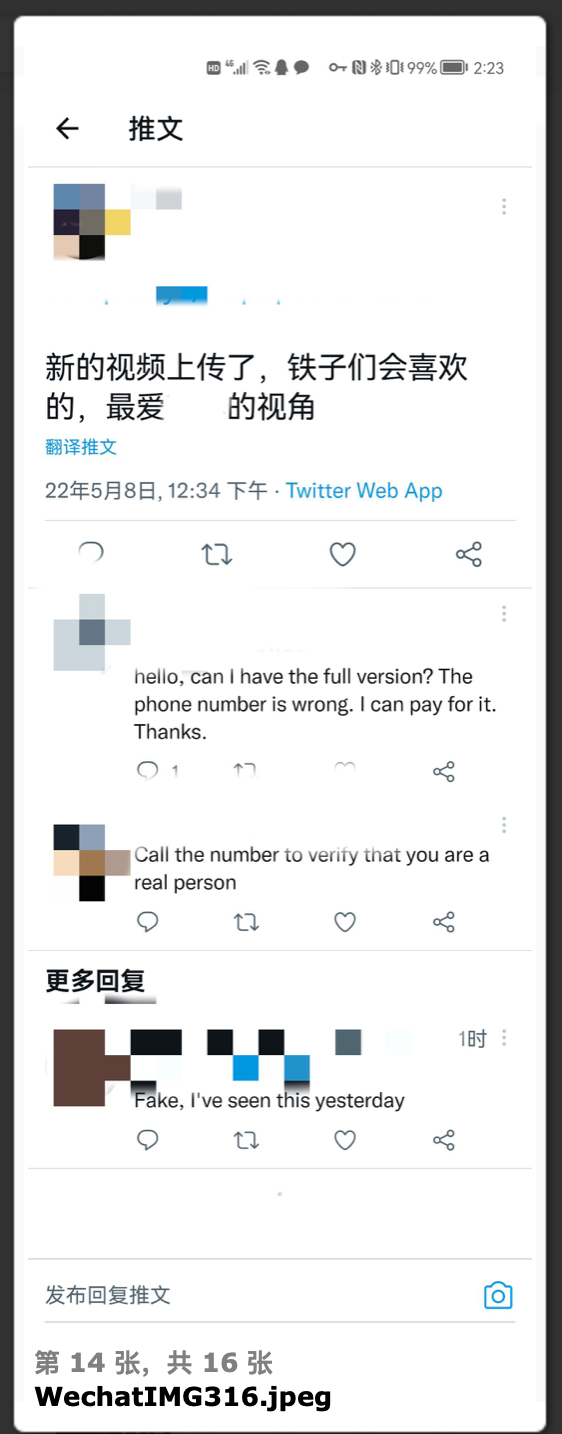 HD 4G 99% 2:23
推文
新的视频上传了，铁子们会喜欢
的，最爱 的视角
翻译推文
22年5月8日, 12:34 下午 · Twitter Web App
hello, can I have the full version? The
phone number is wrong. I can pay for it.
Thanks.
1
Call the number to verify that you are a
real person
更多回复
1时
Fake, I've seen this yesterday
发布回复推文
第 14 张，共 16 张
WechatIMG316.jpeg